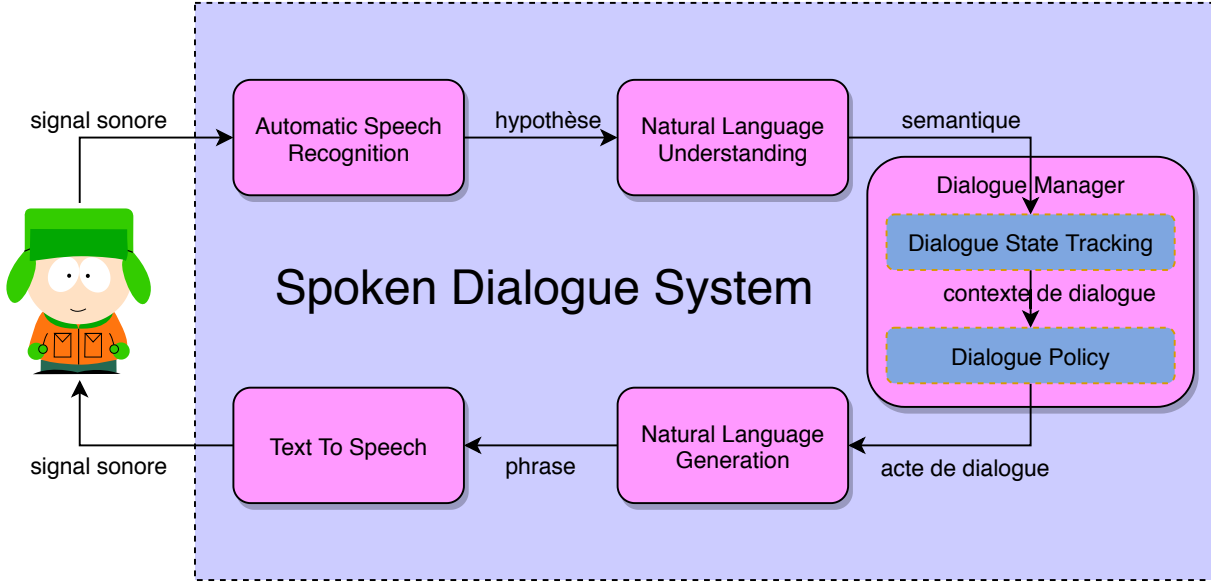 signal sonore
Automatic Speech
Recognition
hypothèse
Natural Language
Understanding
semantique
Dialogue Manager
Dialogue State Tracking
contexte de dialogue
Dialogue Policy
Spoken Dialogue System
acte de dialogue
Natural Language
Generation
phrase
Text To Speech
signal sonore